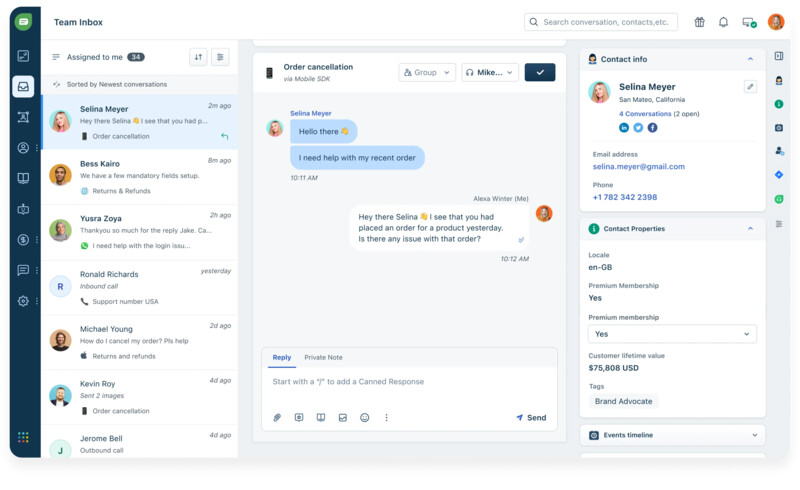 Team Inbox
Search conversation, contacts,etc.
Assigned to me 34
Sorted by Newest conversations
Selina Meyer 2m ago
Hey there Selina 👋 I see that you had p...
Order cancellation
Bess Kairo 8m ago
We have a few mandatory fields setup.
Returns & Refunds
Yusra Zoya 2h ago
Thankyou so much for the reply Jake. Ca...
I need help with the login issu...
R
Ronald Richards yesterday
Inbound call
Support number USA
Michael Young 2d ago
How do I cancel my order? Pls help
Returns and refunds
Kevin Roy 4d ago
Sent 2 images
Order cancellation
J
Jerome Bell 4d ago
Outbound call
Order cancellation
via Mobile SDK
Group
Mike...
Selina Meyer
Hello there 👋
I need help with my recent order
10:11 AM
Alexa Winter (Me)
Hey there Selina 👋 I see that you had
placed an order for a product yesterday.
Is there any issue with that order?
10:12 AM
Reply Private Note
Start with a “/” to add a Canned Response
Send
Contact info
Selina Meyer
San Mateo, California
4 Conversations (2 open)
Email address
selina.meyer@gmail.com
Phone
+1 782 342 2398
Contact Properties
Locale
en-GB
Premium Membership
Yes
Premium membership
Yes
Customer lifetime value
$75,808 USD
Tags
Brand Advocate
Events timeline